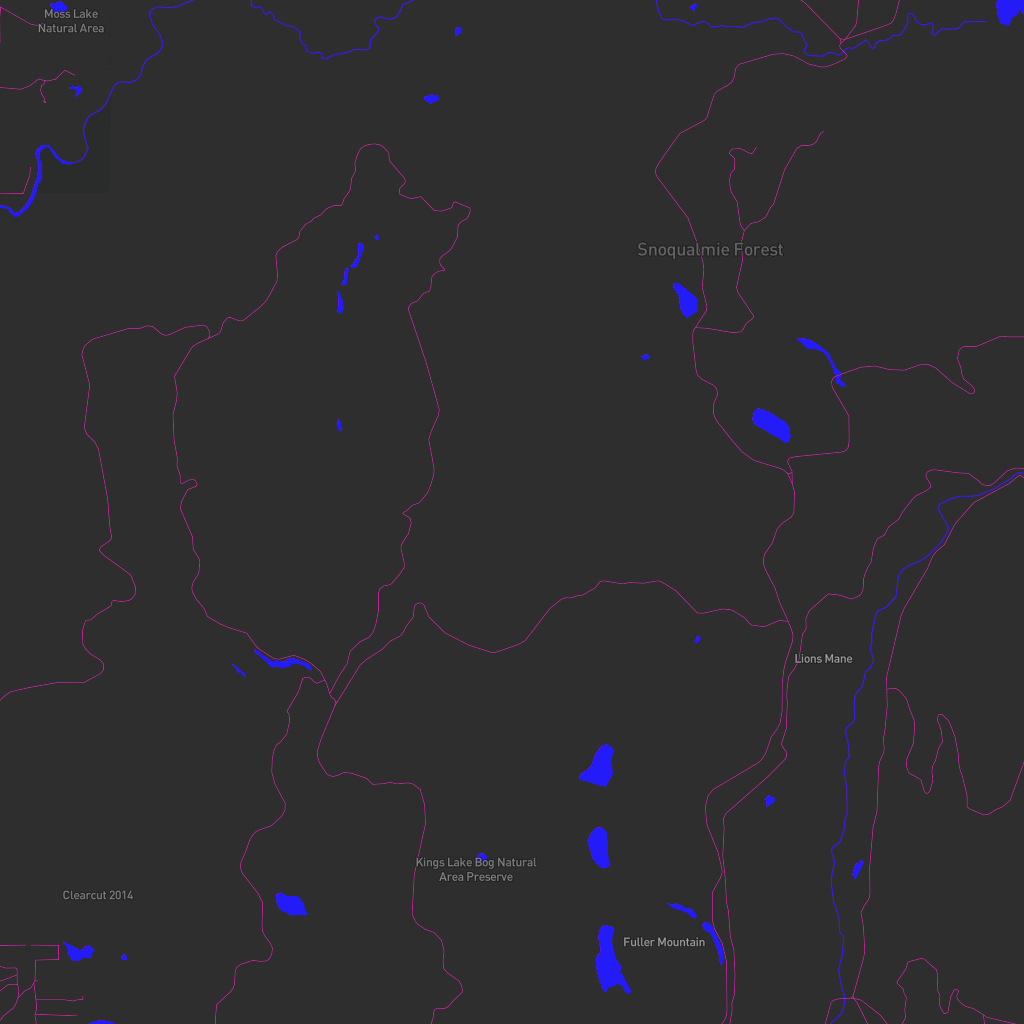 Moss Lake
Natural Area
Snoqualmie Forest
Lions Mane
Kings Lake Bog Natural
Area Preserve
Clearcut 2014
Fuller Mountain